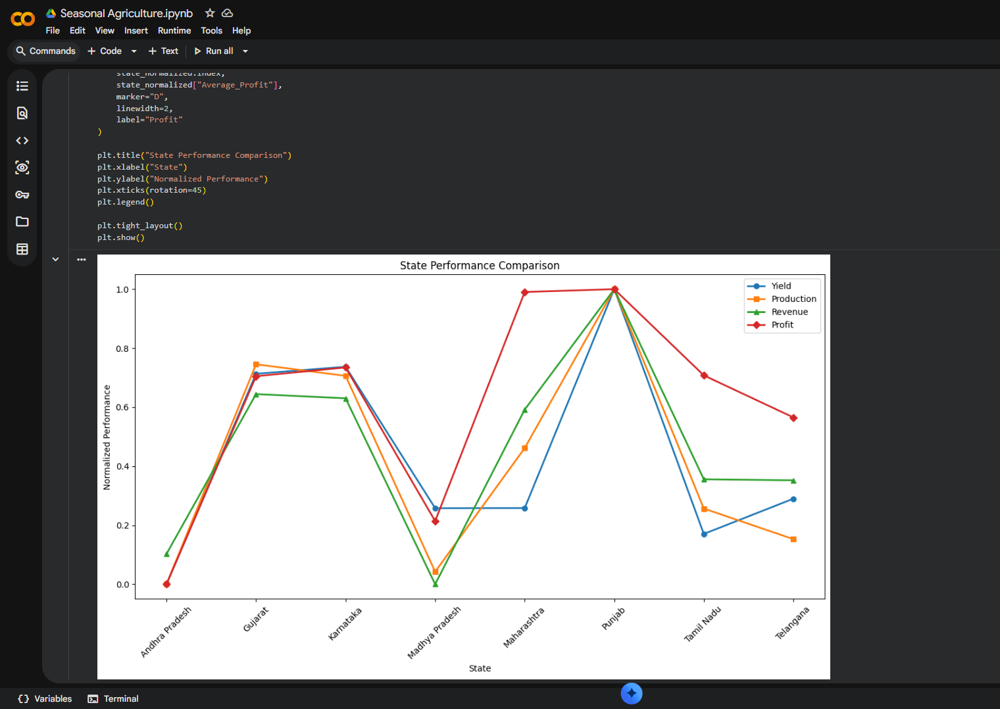 Seasonal Agriculture.ipynb
File Edit View Insert Runtime Tools Help
Commands + Code + Text Run all
state_normalized.index,
state_normalized["Average_Profit"],
marker="D",
linewidth=2,
label="Profit"
)
plt.title("State Performance Comparison")
plt.xlabel("State")
plt.ylabel("Normalized Performance")
plt.xticks(rotation=45)
plt.legend()
plt.tight_layout()
plt.show()
State Performance Comparison
Yield
Production
Revenue
Profit
1.0
0.8
0.6
0.4
0.2
0.0
Normalized Performance
Andhra Pradesh
Gujarat
Karnataka
Madhya Pradesh
Maharashtra
Punjab
Tamil Nadu
Telangana
State
{} Variables Terminal